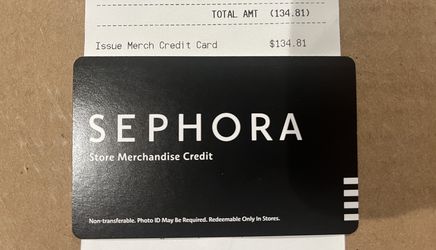 TOTAL AMT (134.81)
Issue Merch Credit Card $134.81
SEPHORA
Store Merchandise Credit
Non-transferable. Photo ID May Be Required. Redeemable Only In Stores.